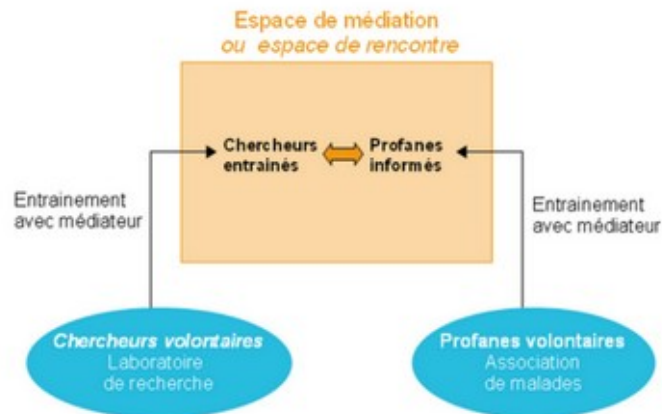 Espace de médiation
ou espace de rencontre
Chercheurs
entrainés
Profanes
informés
Entrainement
avec médiateur
Entrainement
avec médiateur
Chercheurs volontaires
Laboratoire
de recherche
Profanes volontaires
Association
de malades